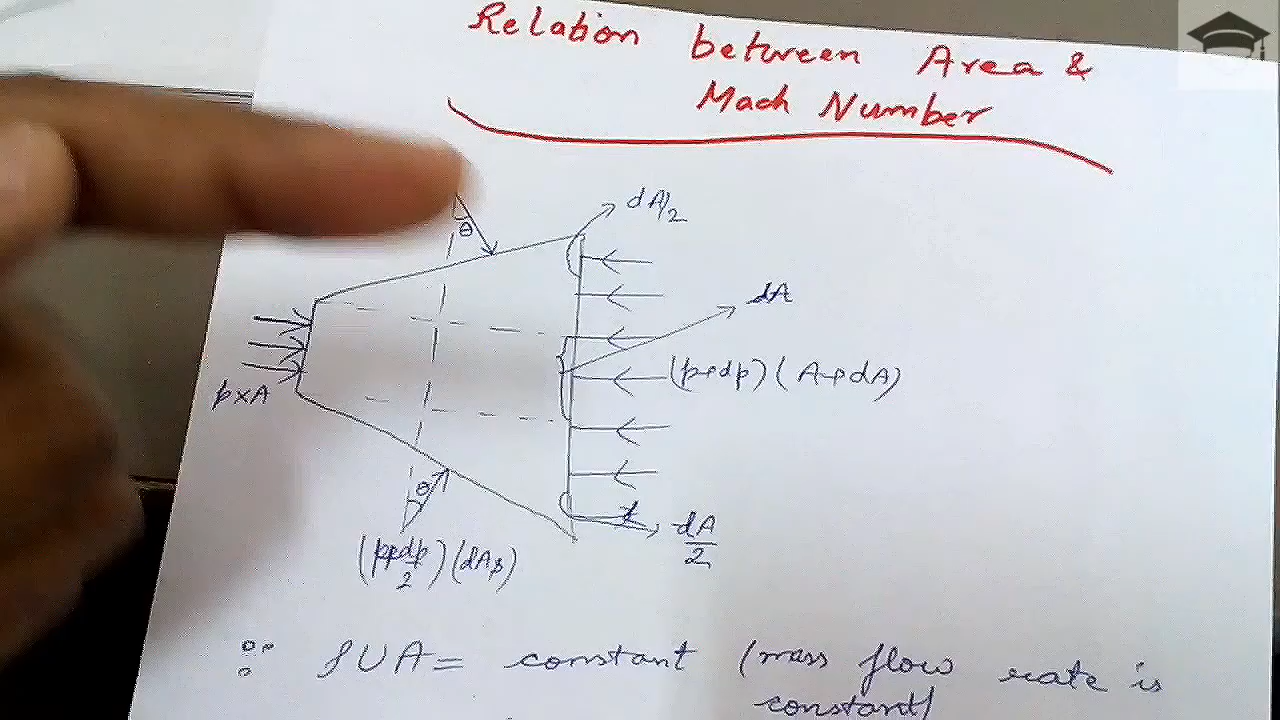 Relation between Area &
Mach Number
dA/2
θ
dA
(p+dp) (A+dA)
p×A
θ
dA
2
(p+dp/2) (dAs)
∵ ρUA = constant (mass flow rate is
constant)